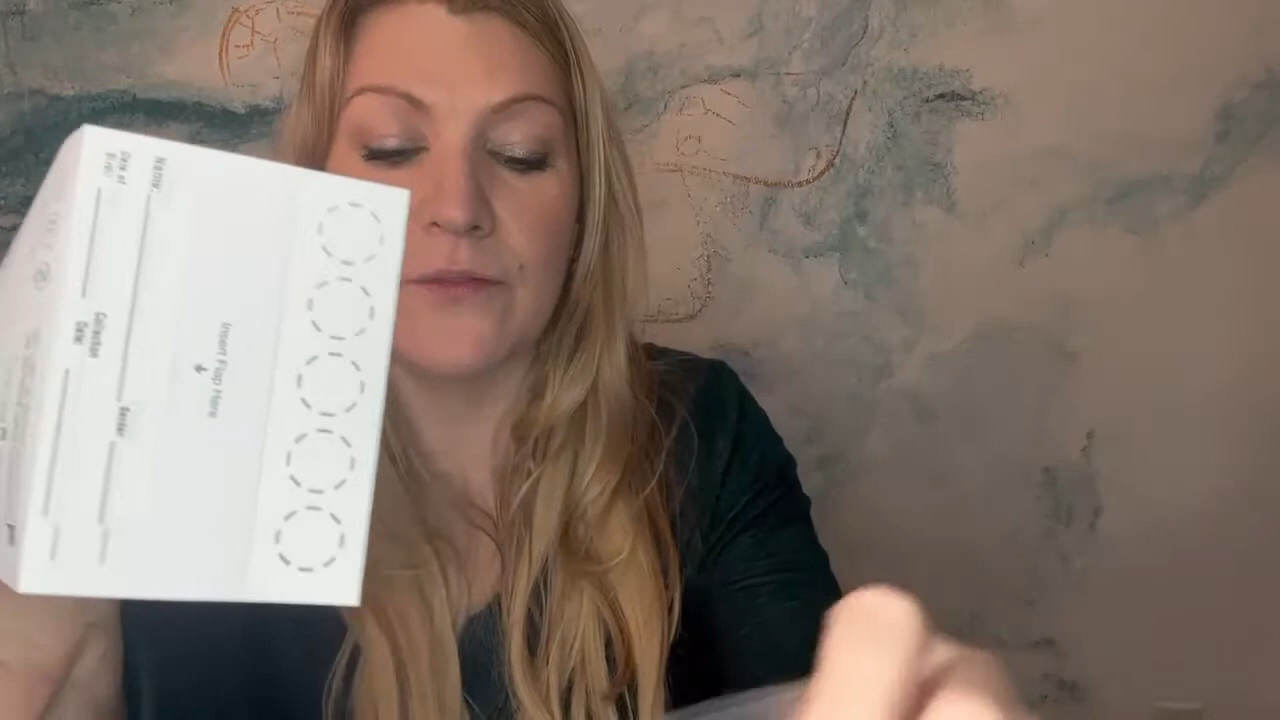 Name:
Gender
Date of
Birth:
Collection
Date:
Insert Flap Here